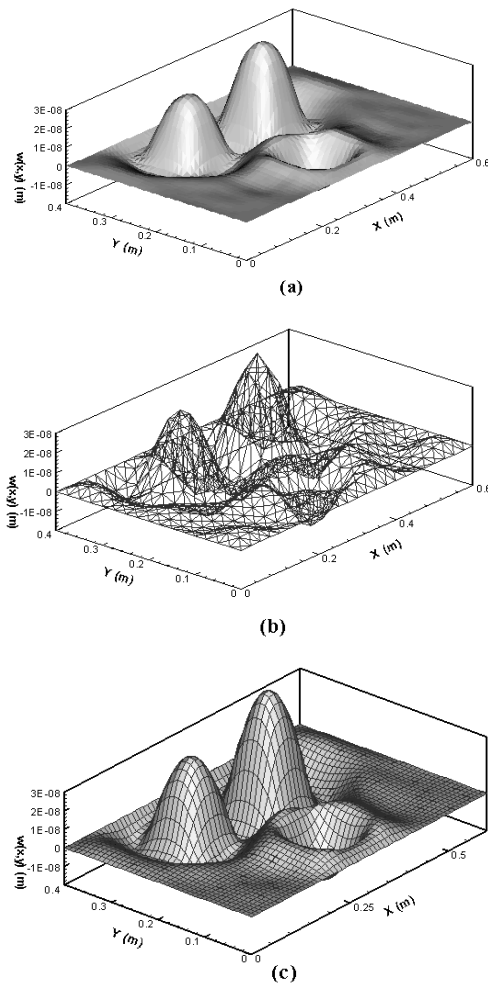 3E-08
2E-08
1E-08
0
-1E-08
w(x,y) (m)
0.4
0.3
0.2
0.1
0
Y (m)
0
0.2
0.4
0.6
X (m)
(a)
3E-08
2E-08
1E-08
0
-1E-08
w(x,y) (m)
0.4
0.3
0.2
0.1
0
Y (m)
0
0.2
0.4
0.6
X (m)
(b)
3E-08
2E-08
1E-08
0
-1E-08
w(x,y) (m)
0.4
0.3
0.2
0.1
0
Y (m)
0
0.25
0.5
X (m)
(c)